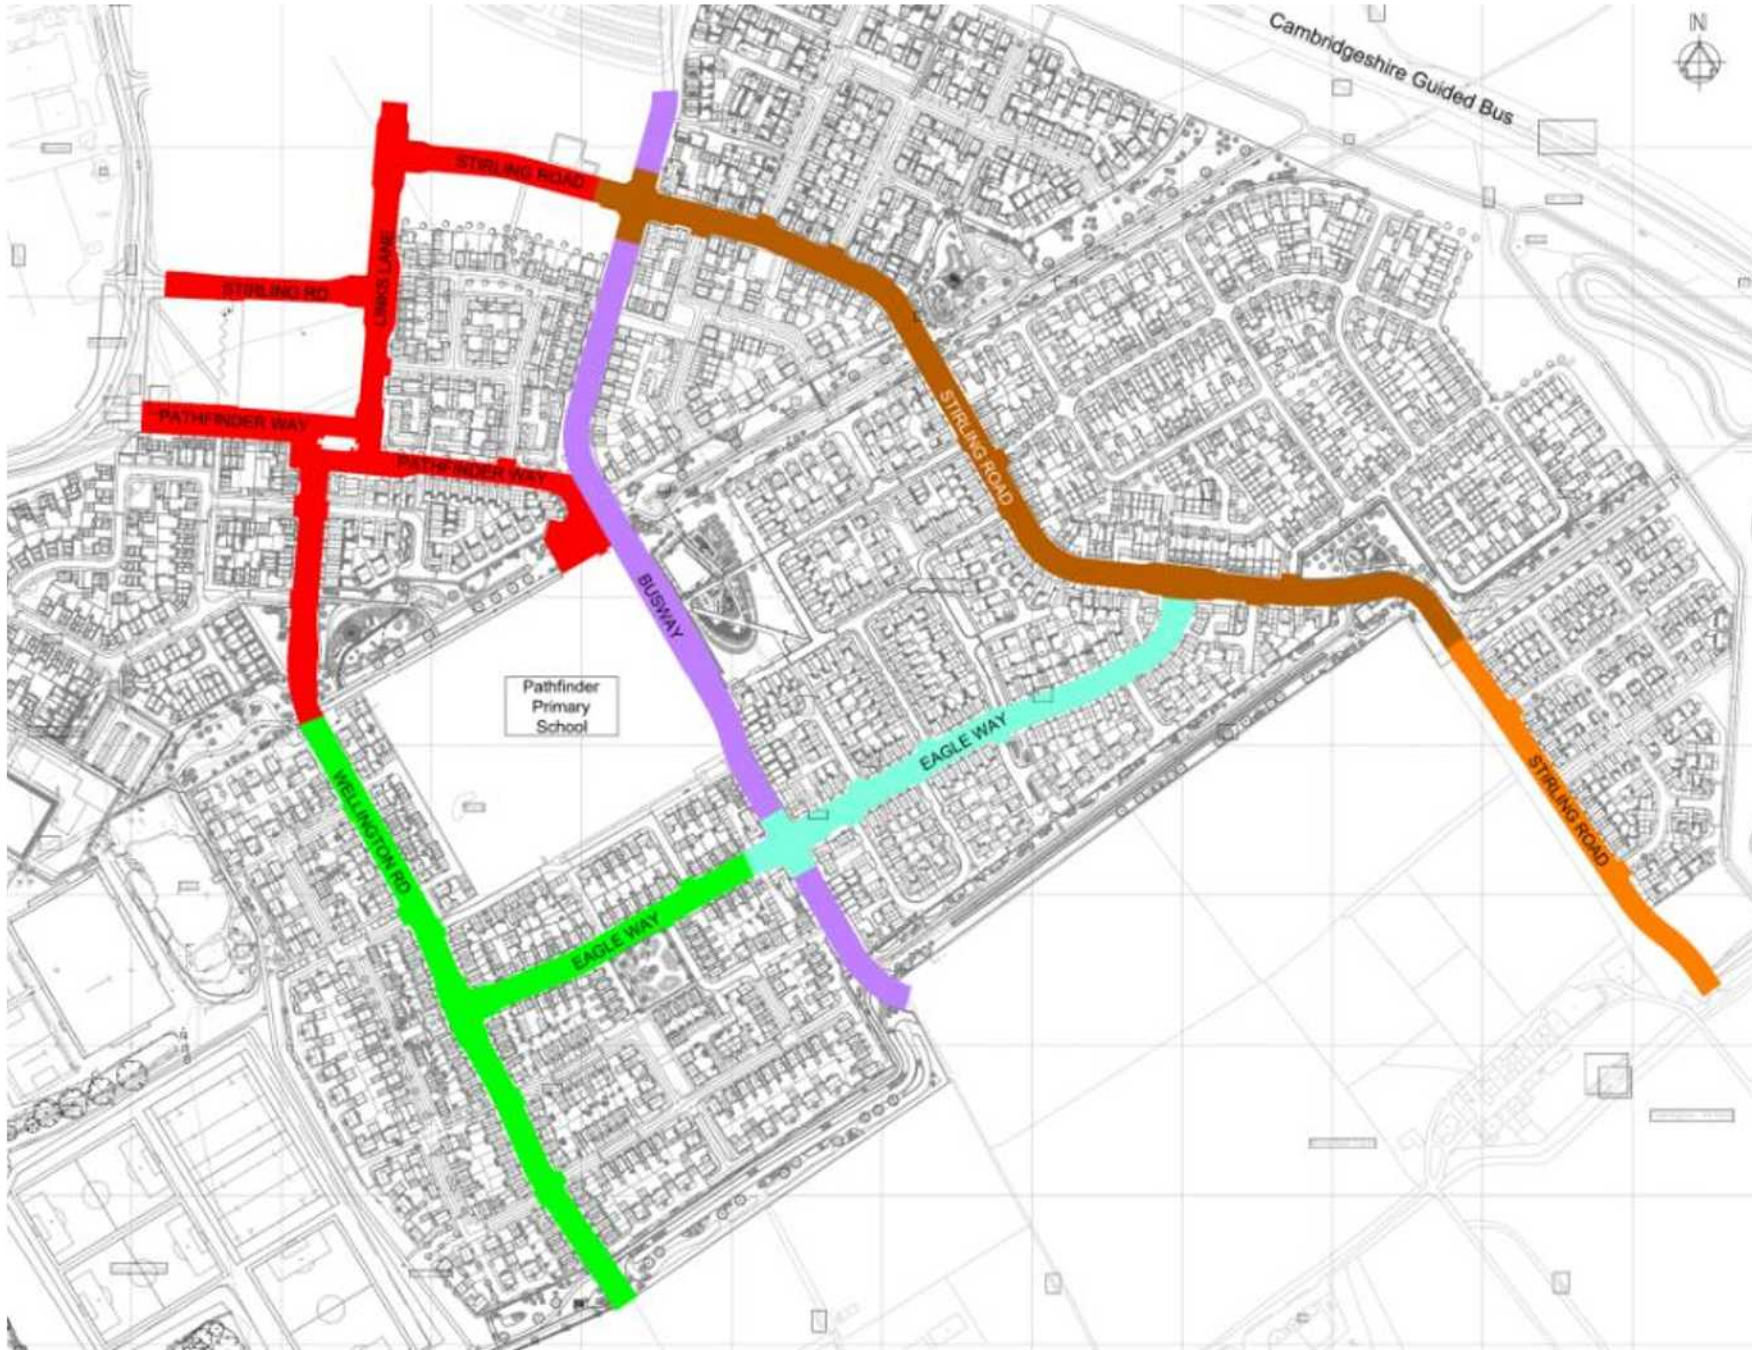 N
Cambridgeshire Guided Bus
STIRLING ROAD
STIRLING RD
LINKS LANE
PATHFINDER WAY
PATHFINDER WAY
STIRLING ROAD
BUSWAY
Pathfinder
Primary
School
EAGLE WAY
WELLINGTON RD
STIRLING ROAD
EAGLE WAY